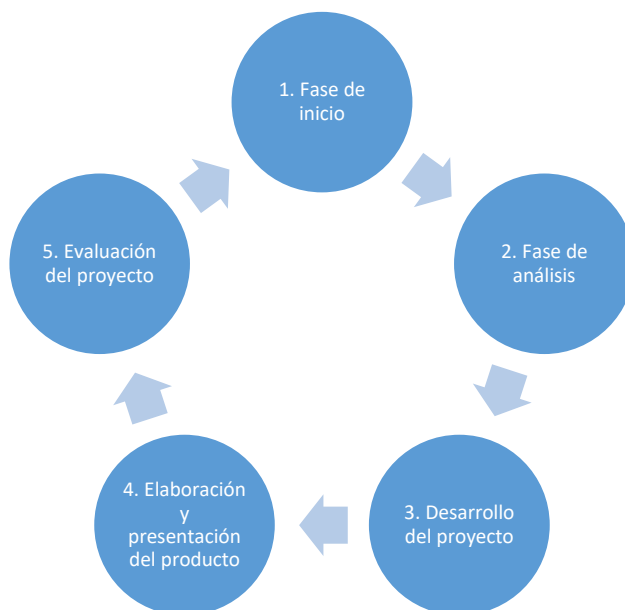 1. Fase de
inicio
2. Fase de
análisis
3. Desarrollo
del proyecto
4. Elaboración
y
presentación
del producto
5. Evaluación
del proyecto